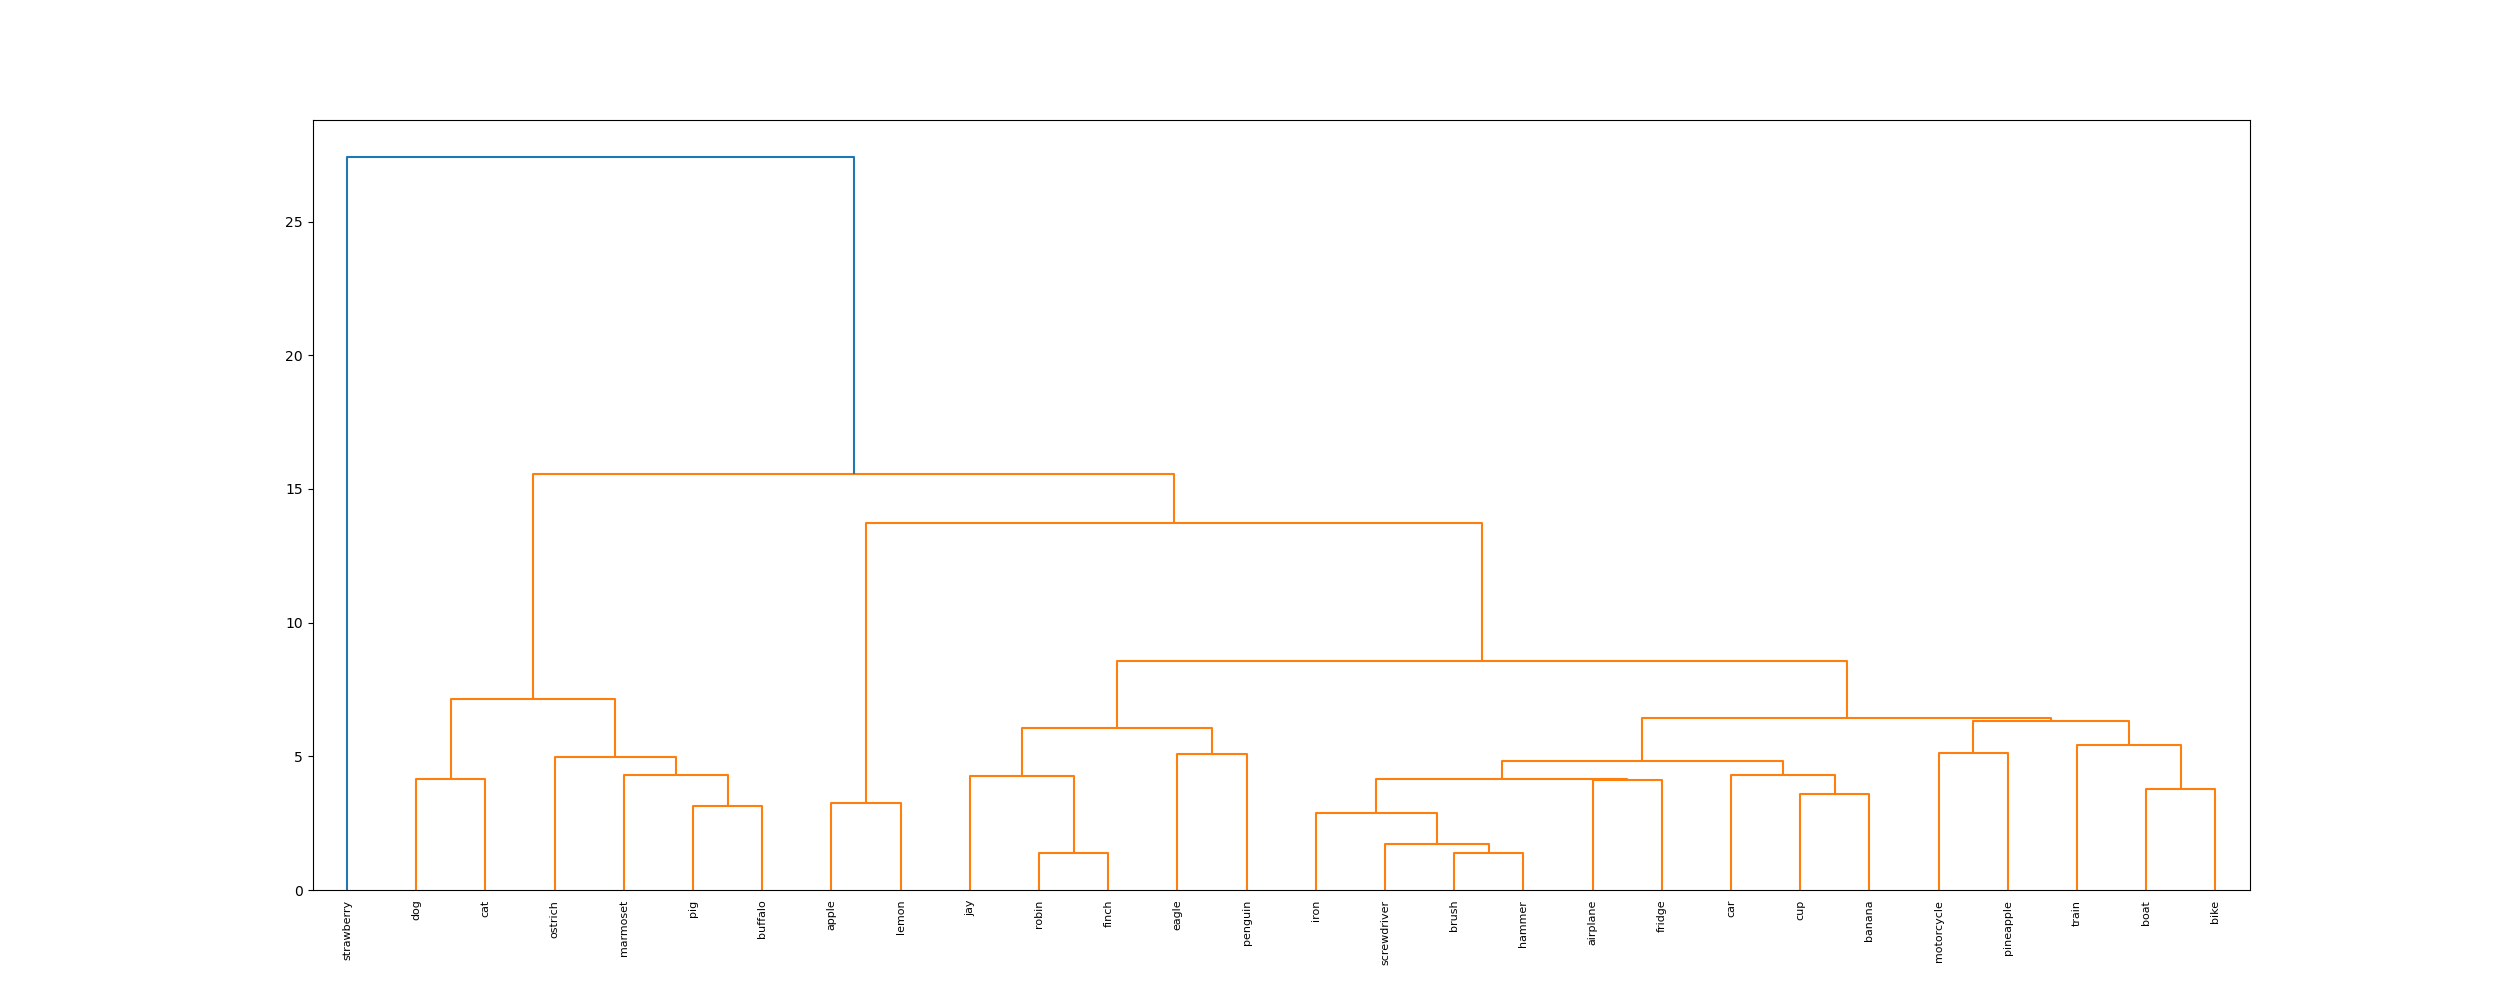 25
20
15
10
5
0
strawberry
dog
cat
ostrich
marmoset
pig
buffalo
apple
lemon
jay
robin
finch
eagle
penguin
iron
screwdriver
brush
hammer
airplane
fridge
car
cup
banana
motorcycle
pineapple
train
boat
bike